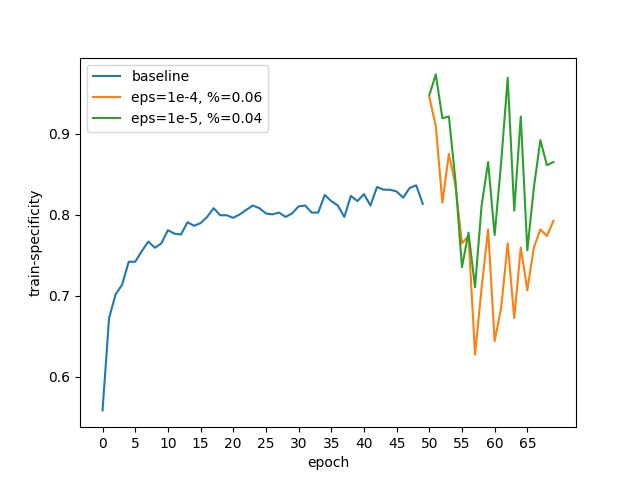 baseline
eps=1e-4, %=0.06
eps=1e-5, %=0.04
train-specificity
0.9
0.8
0.7
0.6
0 5 10 15 20 25 30 35 40 45 50 55 60 65
epoch